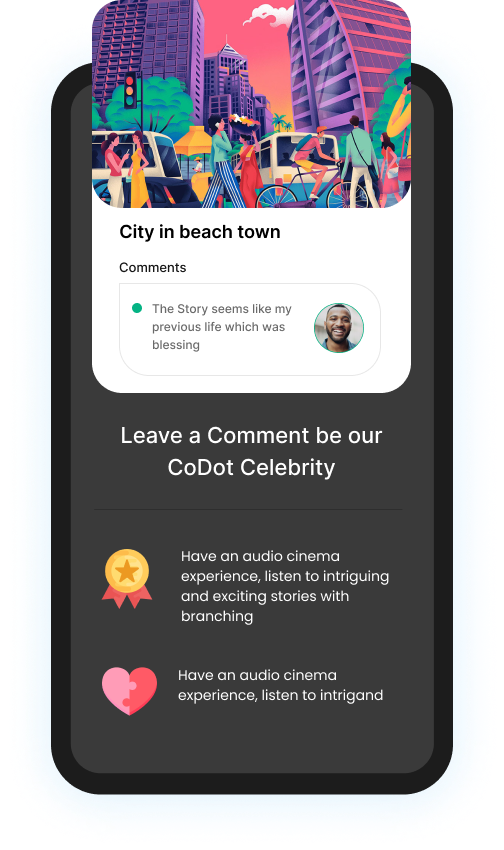 City in beach town
Comments
The Story seems like my
previous life which was
blessing
Leave a Comment be our
CoDot Celebrity
Have an audio cinema
experience, listen to intriguing
and exciting stories with
branching
Have an audio cinema
experience, listen to intrigand